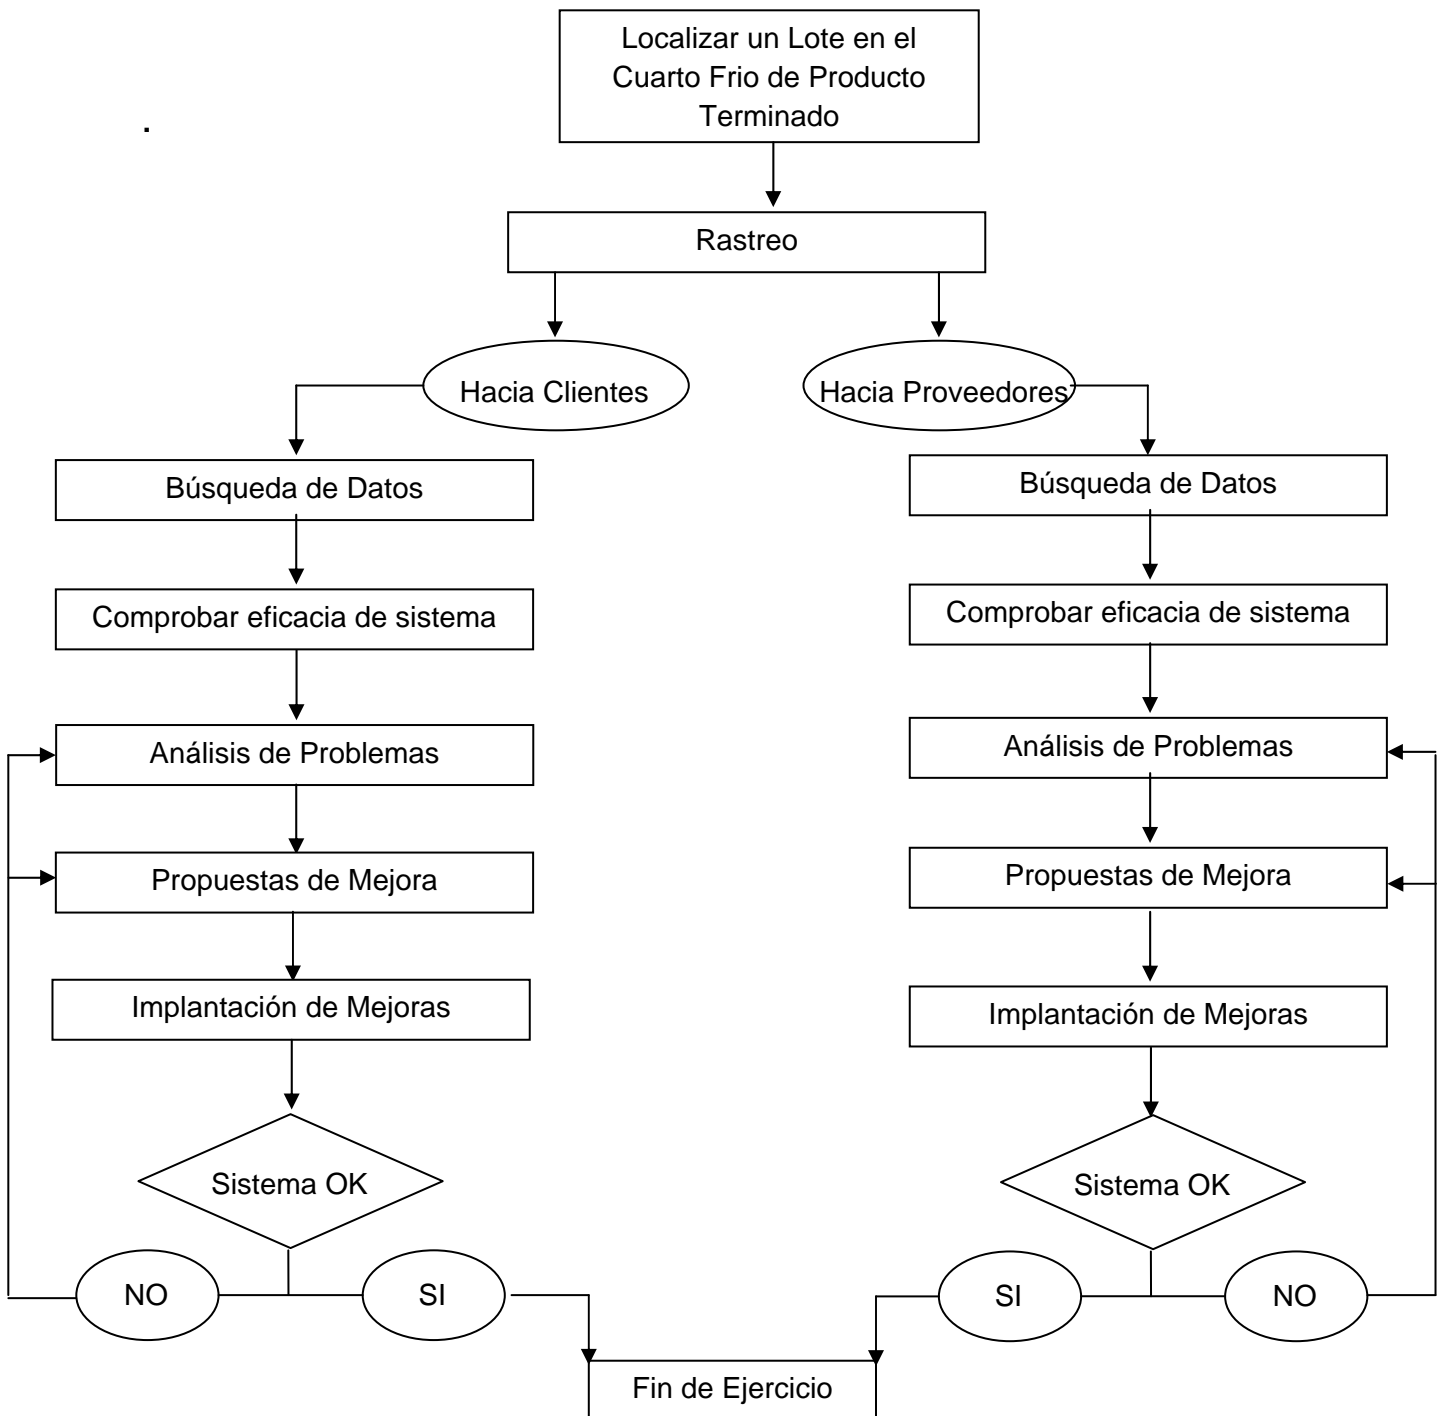 Localizar un Lote en el
Cuarto Frio de Producto
Terminado
.
Rastreo
Hacia Clientes
Hacia Proveedores
Búsqueda de Datos
Búsqueda de Datos
Comprobar eficacia de sistema
Comprobar eficacia de sistema
Análisis de Problemas
Análisis de Problemas
Propuestas de Mejora
Propuestas de Mejora
Implantación de Mejoras
Implantación de Mejoras
Sistema OK
Sistema OK
NO
SI
SI
NO
Fin de Ejercicio